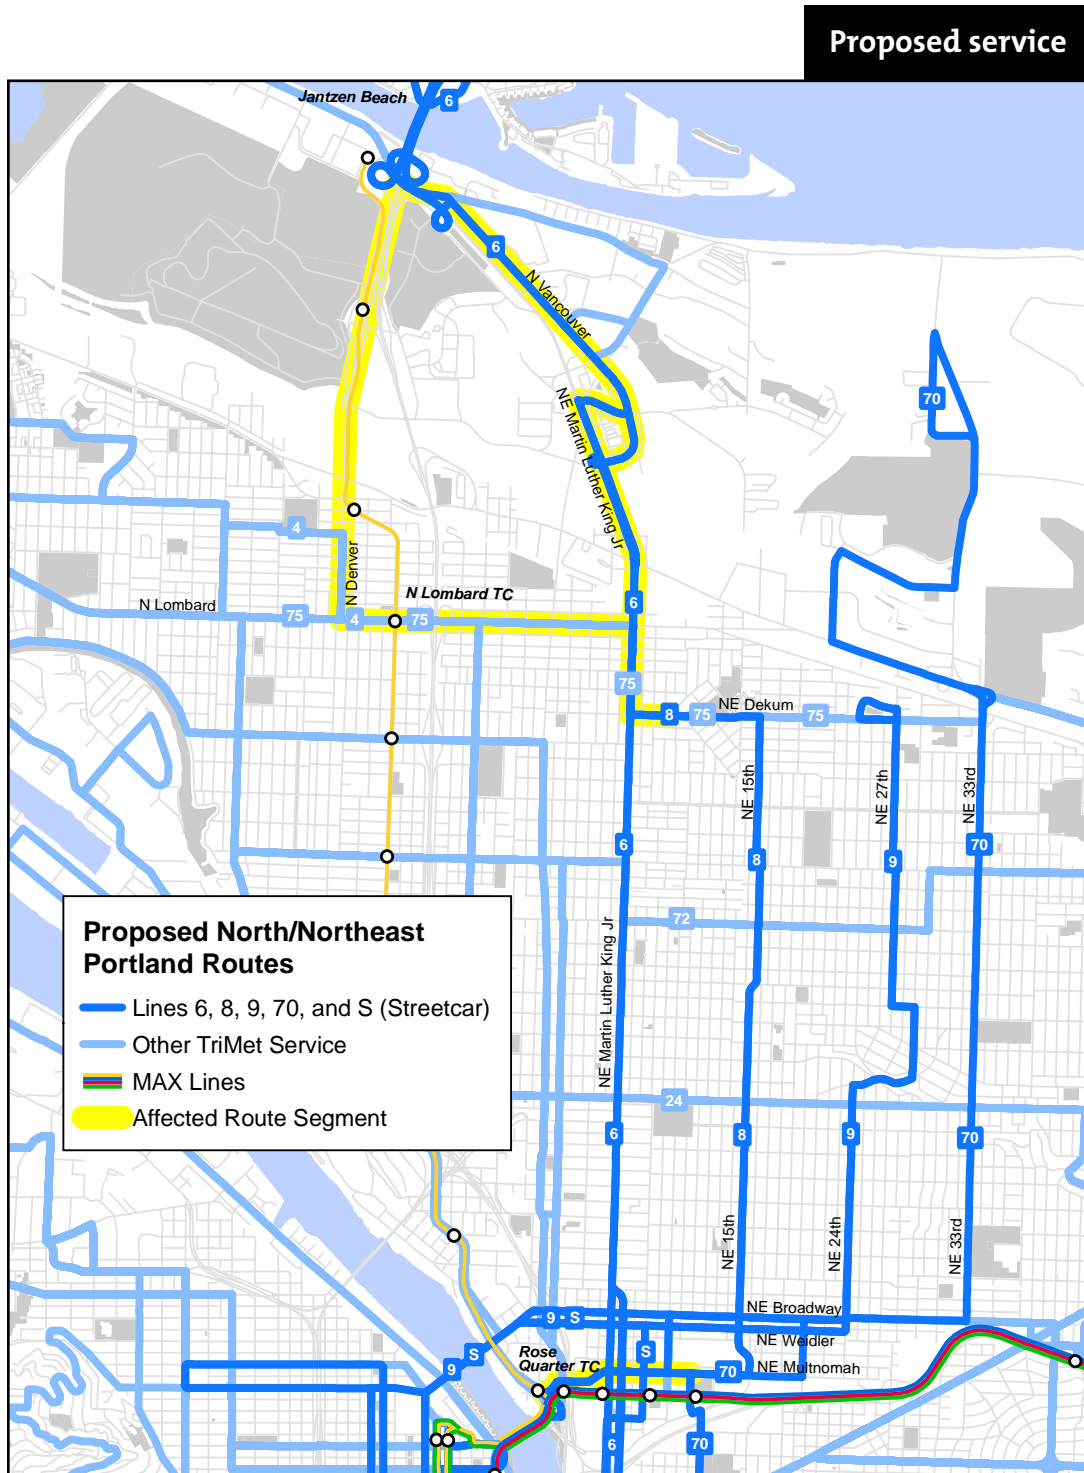 Proposed service
Jantzen Beach
6
6
N Vancouver
70
NE Martin Luther King Jr
4
N Denver
N Lombard TC
N Lombard
75
4
75
6
75
8
75
NE Dekum
75
NE 15th
NE 27th
NE 33rd
6
8
9
70
72
Proposed North/Northeast
Portland Routes
Lines 6, 8, 9, 70, and S (Streetcar)
Other TriMet Service
MAX Lines
Affected Route Segment
NE Martin Luther King Jr
24
6
8
9
70
NE 15th
NE 24th
NE 33rd
NE Broadway
9
S
NE Weidler
S
S
9
Rose
Quarter TC
70
NE Multnomah
6
70